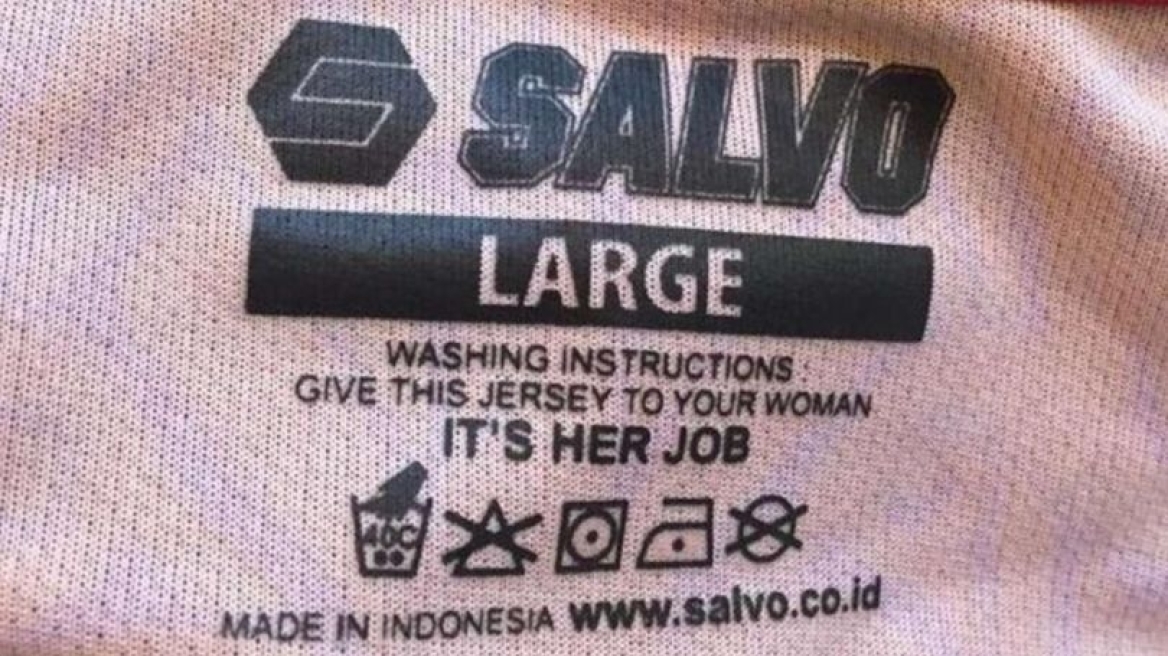 SALVO
LARGE
WASHING INSTRUCTIONS :
GIVE THIS JERSEY TO YOUR WOMAN
IT'S HER JOB
40C
MADE IN INDONESIA www.salvo.co.id